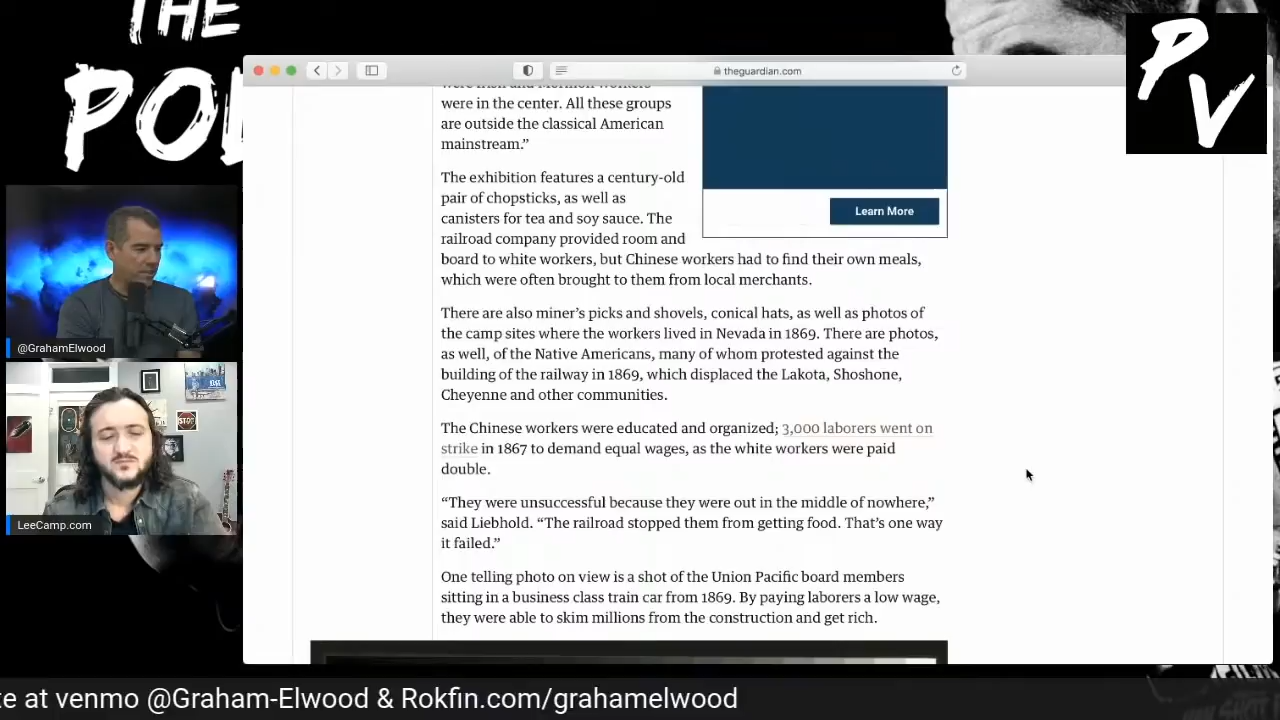 THE
PO
PV
theguardian.com
were in the center. All these groups
are outside the classical American
mainstream.”
The exhibition features a century-old
pair of chopsticks, as well as
canisters for tea and soy sauce. The
railroad company provided room and
board to white workers, but Chinese workers had to find their own meals,
which were often brought to them from local merchants.
Learn More
There are also miner’s picks and shovels, conical hats, as well as photos of
the camp sites where the workers lived in Nevada in 1869. There are photos,
as well, of the Native Americans, many of whom protested against the
building of the railway in 1869, which displaced the Lakota, Shoshone,
Cheyenne and other communities.
The Chinese workers were educated and organized; 3,000 laborers went on
strike in 1867 to demand equal wages, as the white workers were paid
double.
“They were unsuccessful because they were out in the middle of nowhere,”
said Liebhold. “The railroad stopped them from getting food. That’s one way
it failed.”
One telling photo on view is a shot of the Union Pacific board members
sitting in a business class train car from 1869. By paying laborers a low wage,
they were able to skim millions from the construction and get rich.
@GrahamElwood
STOP
LeeCamp.com
te at venmo @Graham-Elwood & Rokfin.com/grahamelwood